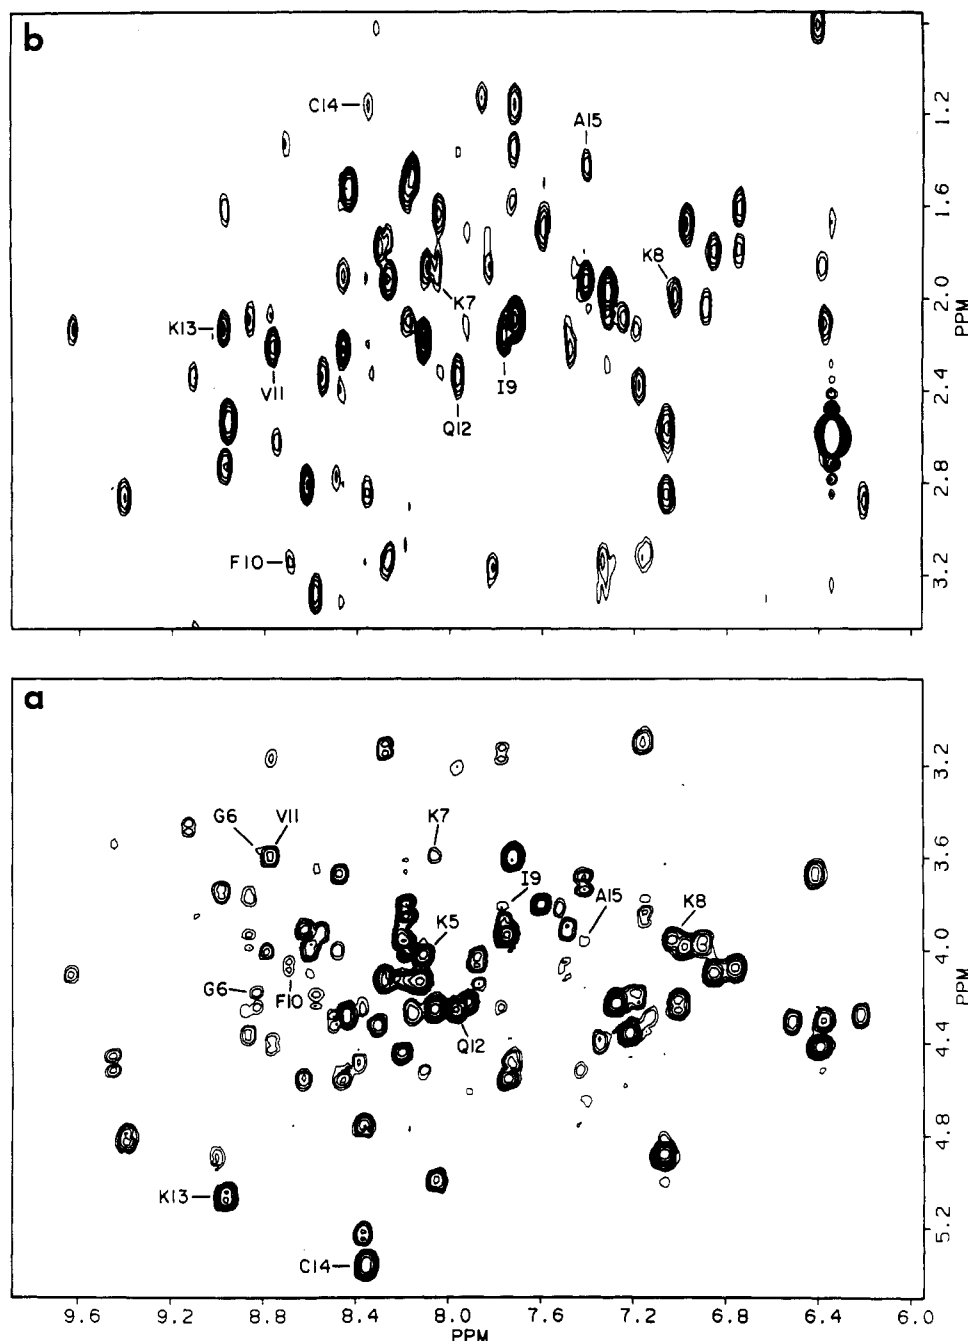 b
C14
A15
K8
K7
K13
V11
I9
Q12
F10
1.2
1.6
2.0
2.4
2.8
3.2
PPM
a
G6
V11
K7
I9
A15
K8
K5
G6
F10
Q12
K13
C14
3.2
3.6
4.0
4.4
4.8
5.2
PPM
9.6 9.2 8.8 8.4 8.0 7.6 7.2 6.8 6.4 6.0
PPM